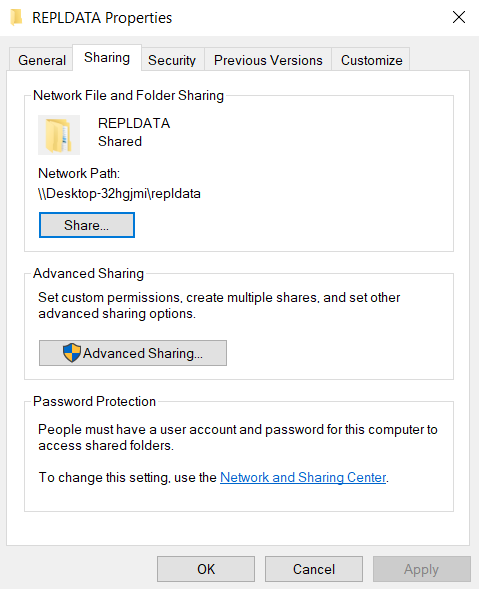 REPLDATA Properties
General Sharing Security Previous Versions Customize
Network File and Folder Sharing
REPLDATA
Shared
Network Path:
\\Desktop-32hgjmi\repldata
Share...
Advanced Sharing
Set custom permissions, create multiple shares, and set other
advanced sharing options.
Advanced Sharing...
Password Protection
People must have a user account and password for this computer to
access shared folders.
To change this setting, use the Network and Sharing Center.
OK Cancel Apply